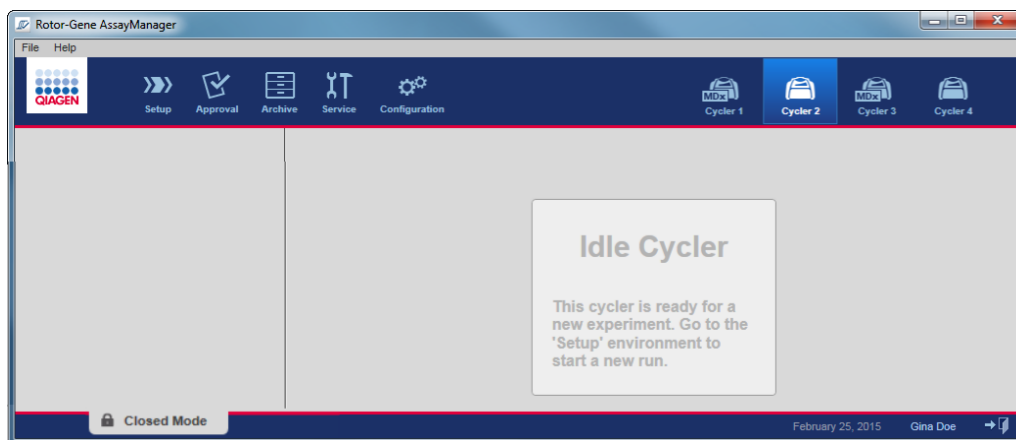 Rotor-Gene AssayManager
File Help
QIAGEN
Setup Approval Archive Service Configuration
MDx MDx
Cycler 1 Cycler 2 Cycler 3 Cycler 4
Idle Cycler
This cycler is ready for a
new experiment. Go to the
'Setup' environment to
start a new run.
Closed Mode
February 25, 2015 Gina Doe